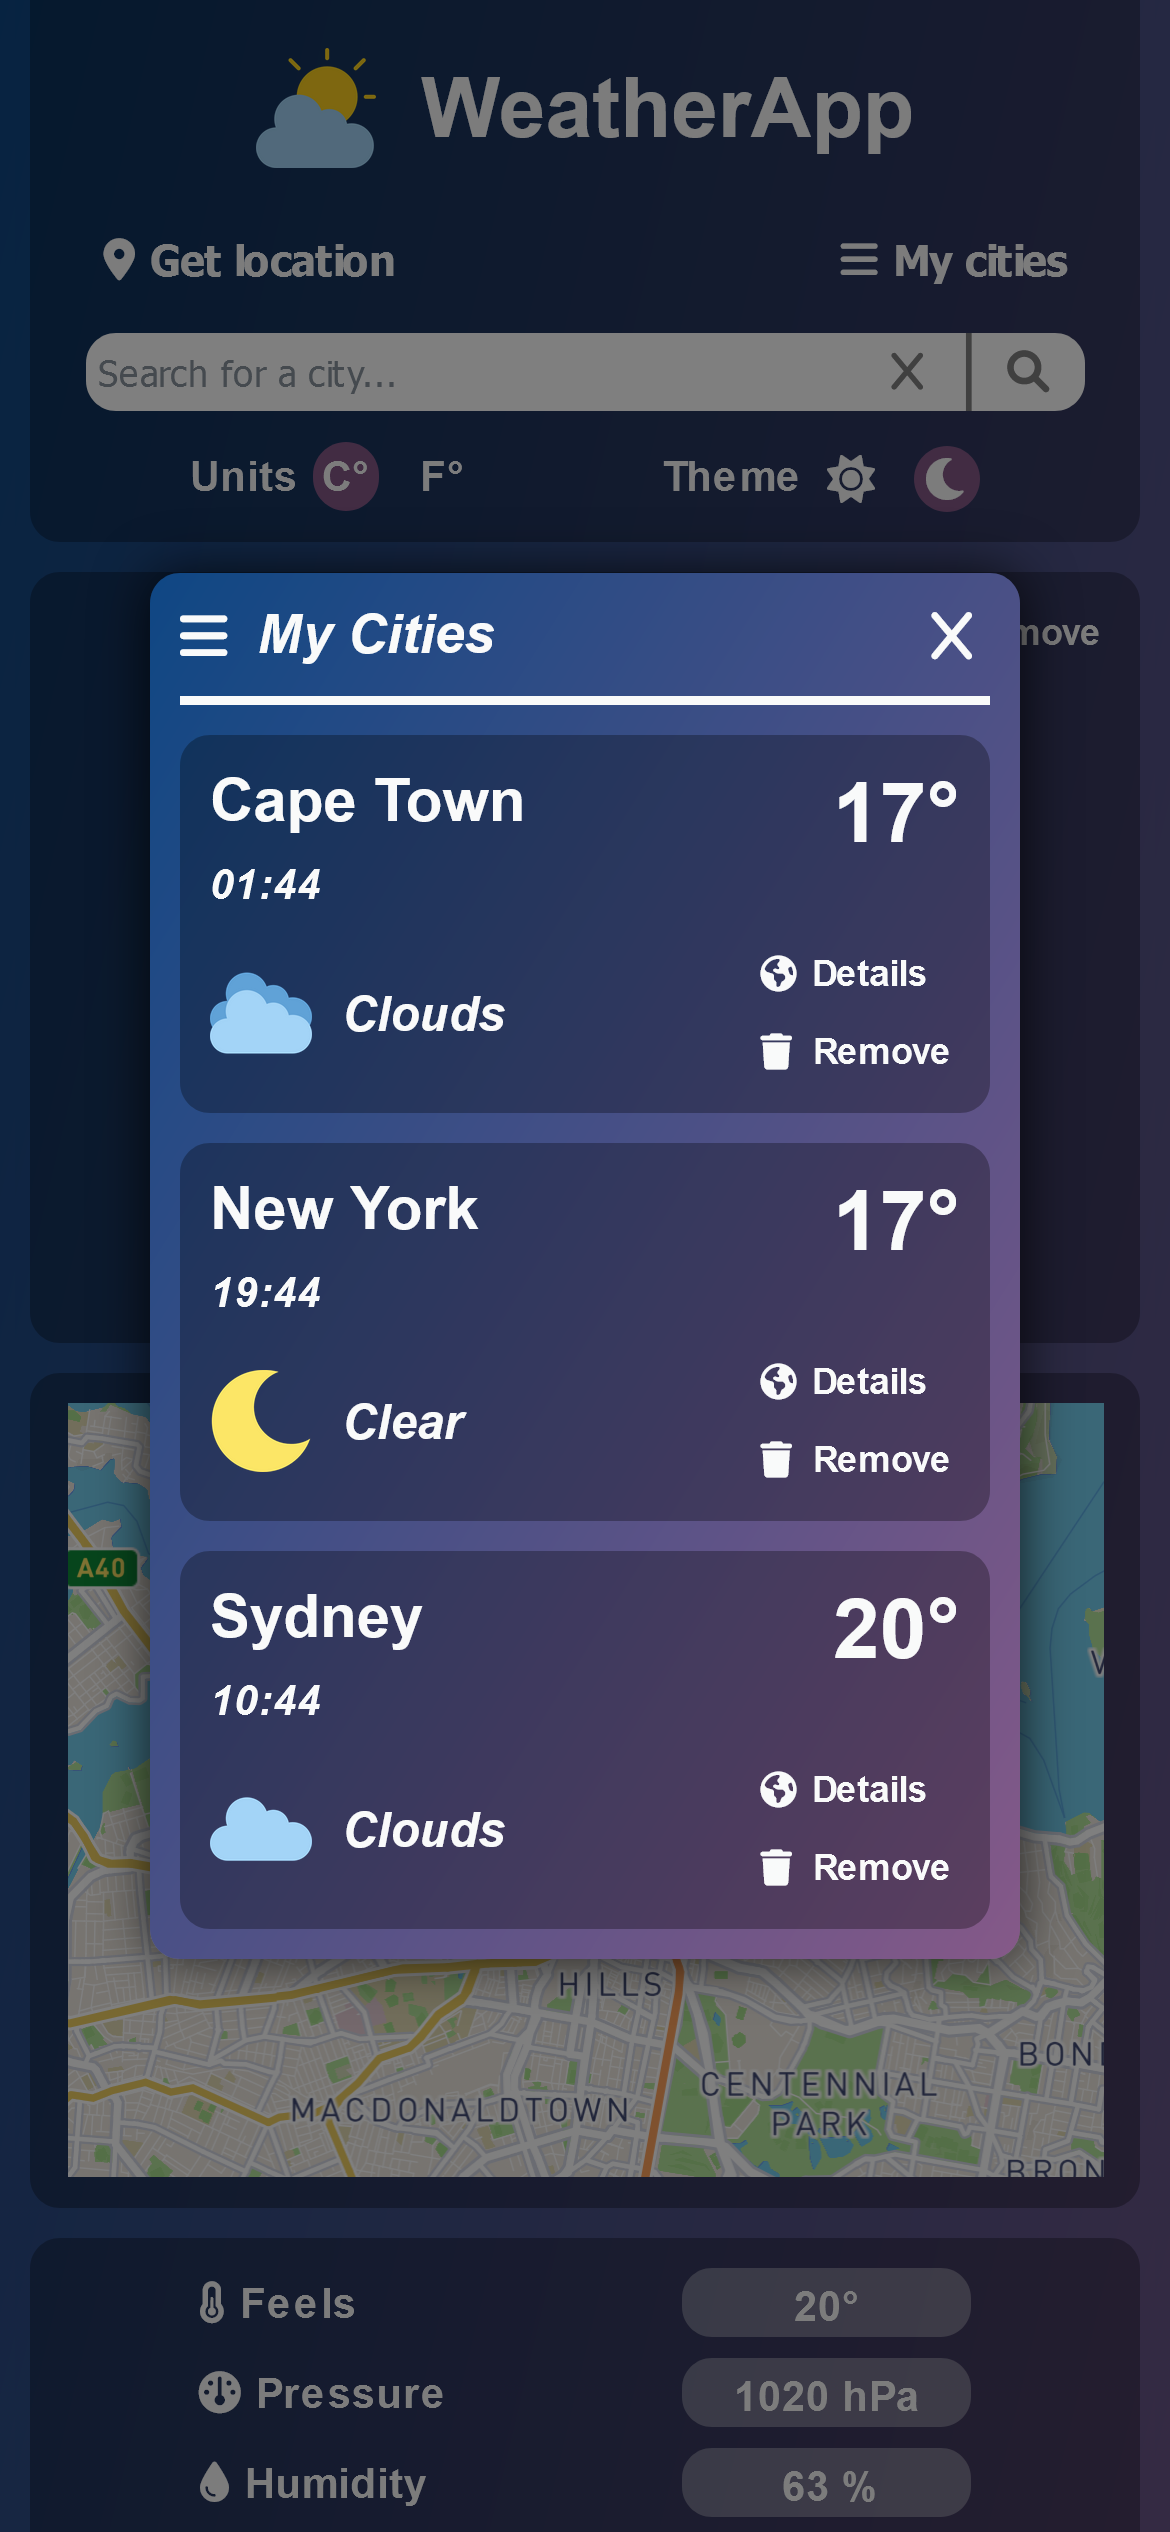 WeatherApp
Get location
My cities
Search for a city...
Units C° F°
Theme
My Cities
move
Cape Town
17°
01:44
Clouds
Details
Remove
New York
17°
19:44
Clear
Details
Remove
A40
Sydney
20°
10:44
Clouds
Details
Remove
HILLS
BON
CENTENNIAL
PARK
MACDONALDTOWN
BRON
Feels
20°
Pressure
1020 hPa
Humidity
63 %